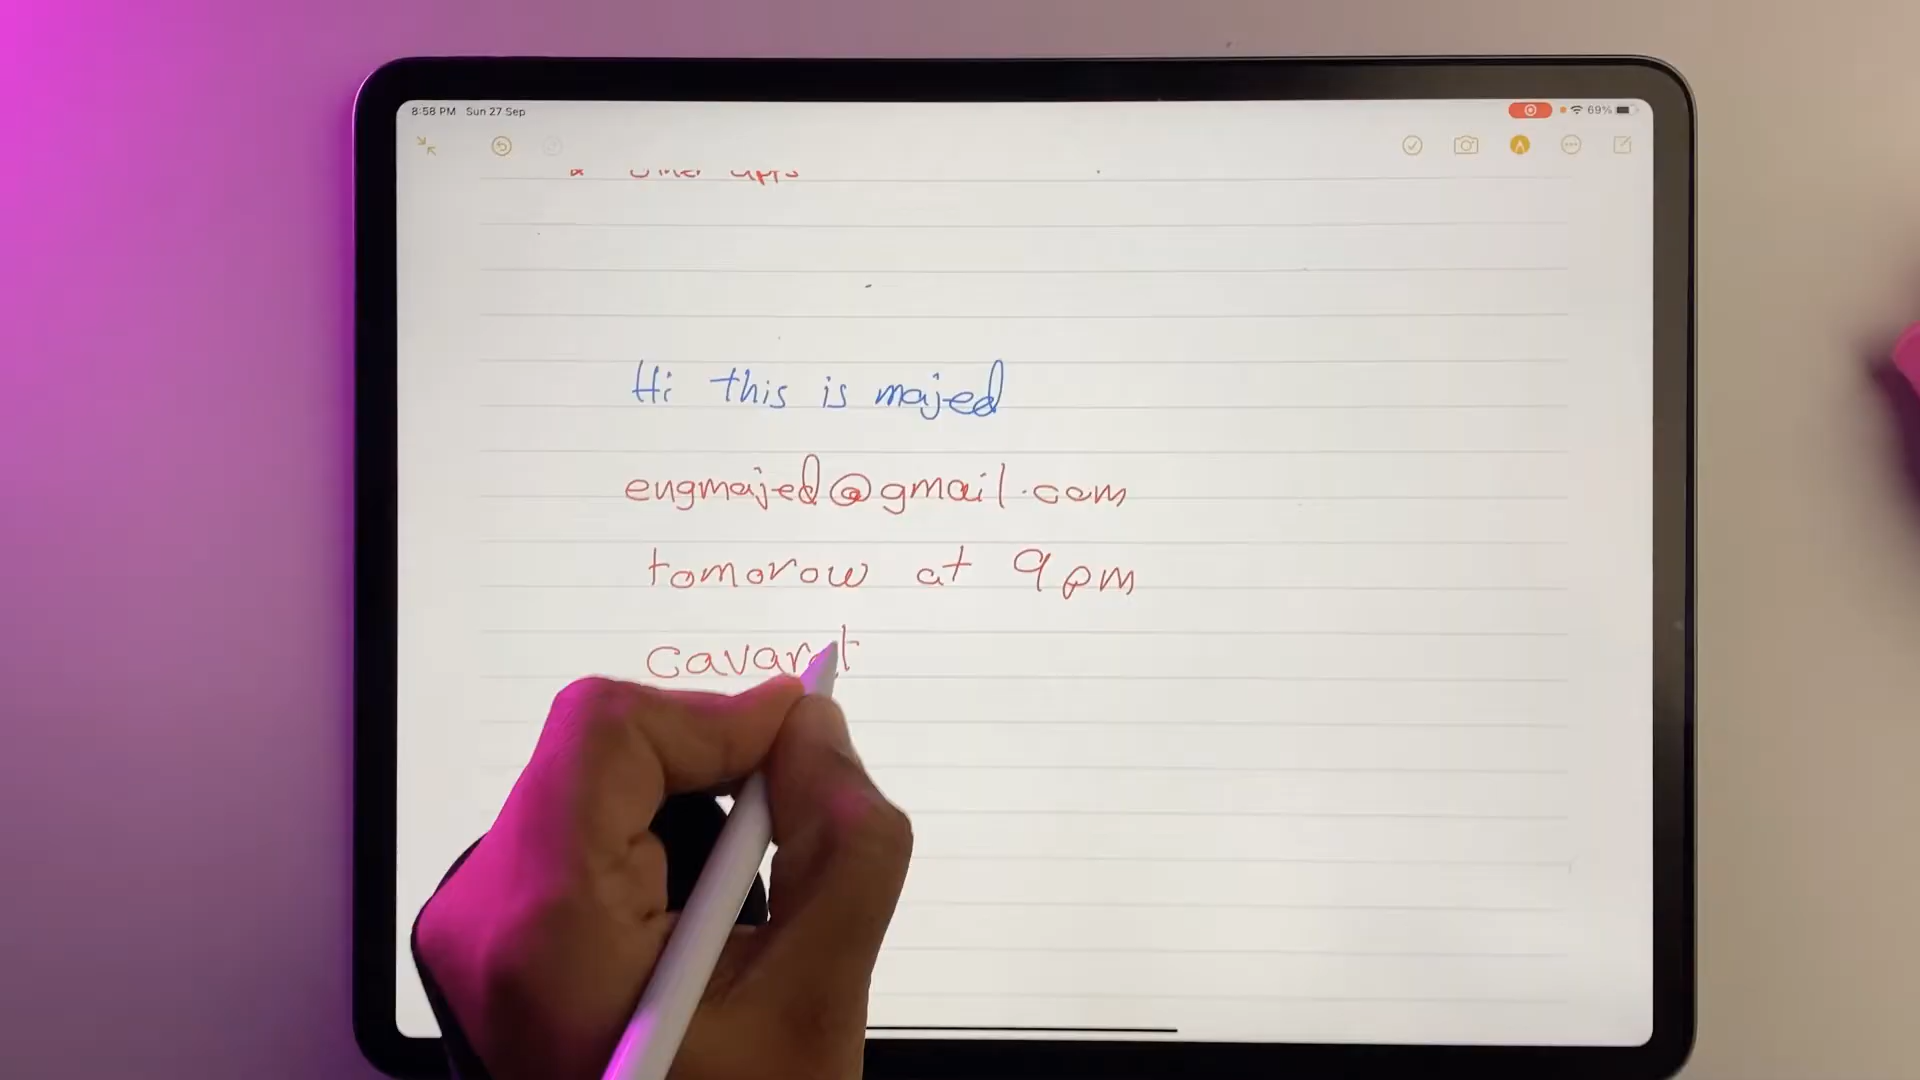 8:58 PM Sun 27 Sep
69%
Hi this is majed
engmajed@gmail.com
tomorow at 9pm